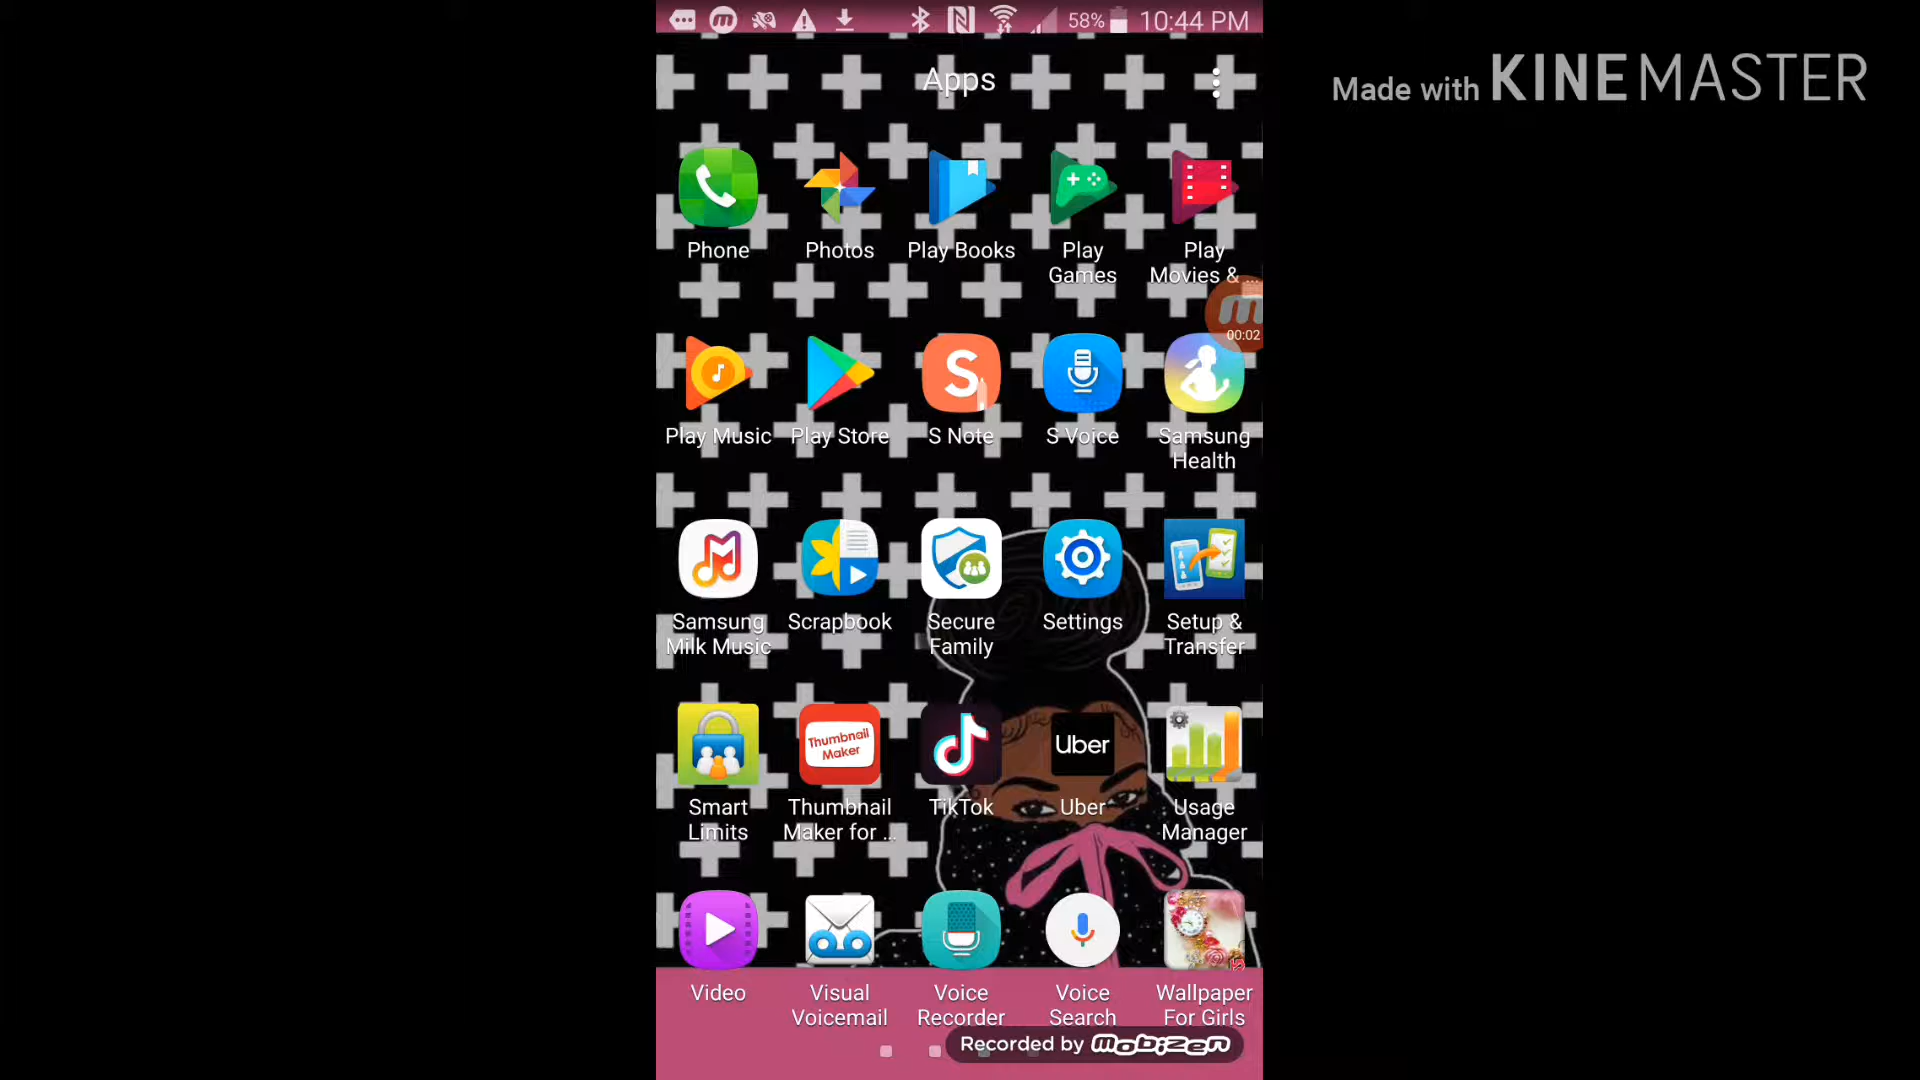 58% 10:44 PM
Made with KINEMASTER
Apps
Phone Photos Play Books Play Games Play Movies & ...
00:02
Play Music Play Store S Note S Voice Samsung Health
Samsung Milk Music Scrapbook Secure Family Settings Setup & Transfer
Thumbnail Maker
Uber
Smart Limits Thumbnail Maker for ... TikTok Uber Usage Manager
Video Visual Voicemail Voice Recorder Voice Search Wallpaper For Girls
Recorded by mobizen